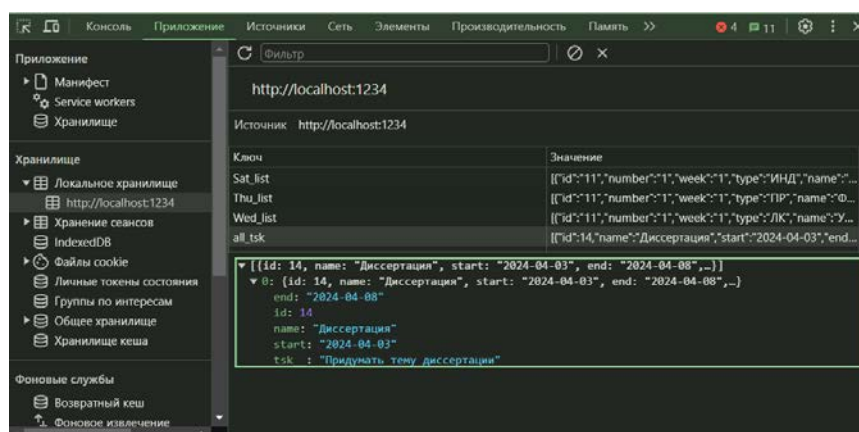 Консоль Приложение Источники Сеть Элементы Производительность Память >> 4 11
Приложение
Манифест
Service workers
Хранилище
Хранилище
Локальное хранилище
http://localhost:1234
Хранение сеансов
IndexedDB
Файлы cookie
Личные токены состояния
Группы по интересам
Общее хранилище
Хранилище кеша
Фоновые службы
Возвратный кеш
Фоновое извлечение
Фильтр
http://localhost:1234
Источник http://localhost:1234
Ключ Значение
Sat_list [{"id":"11","number":"1","week":"1","type":"ИНД","name":"...
Thu_list [{"id":"11","number":"1","week":"1","type":"ПР","name":"Ф...
Wed_list [{"id":"11","number":"1","week":"1","type":"ЛК","name":"У...
all_tsk [{"id":14,"name":"Диссертация","start":"2024-04-03","end...
[{id: 14, name: "Диссертация", start: "2024-04-03", end: "2024-04-08",…}]
0: {id: 14, name: "Диссертация", start: "2024-04-03", end: "2024-04-08",…}
end: "2024-04-08"
id: 14
name: "Диссертация"
start: "2024-04-03"
tsk : "Придумать тему диссертации"